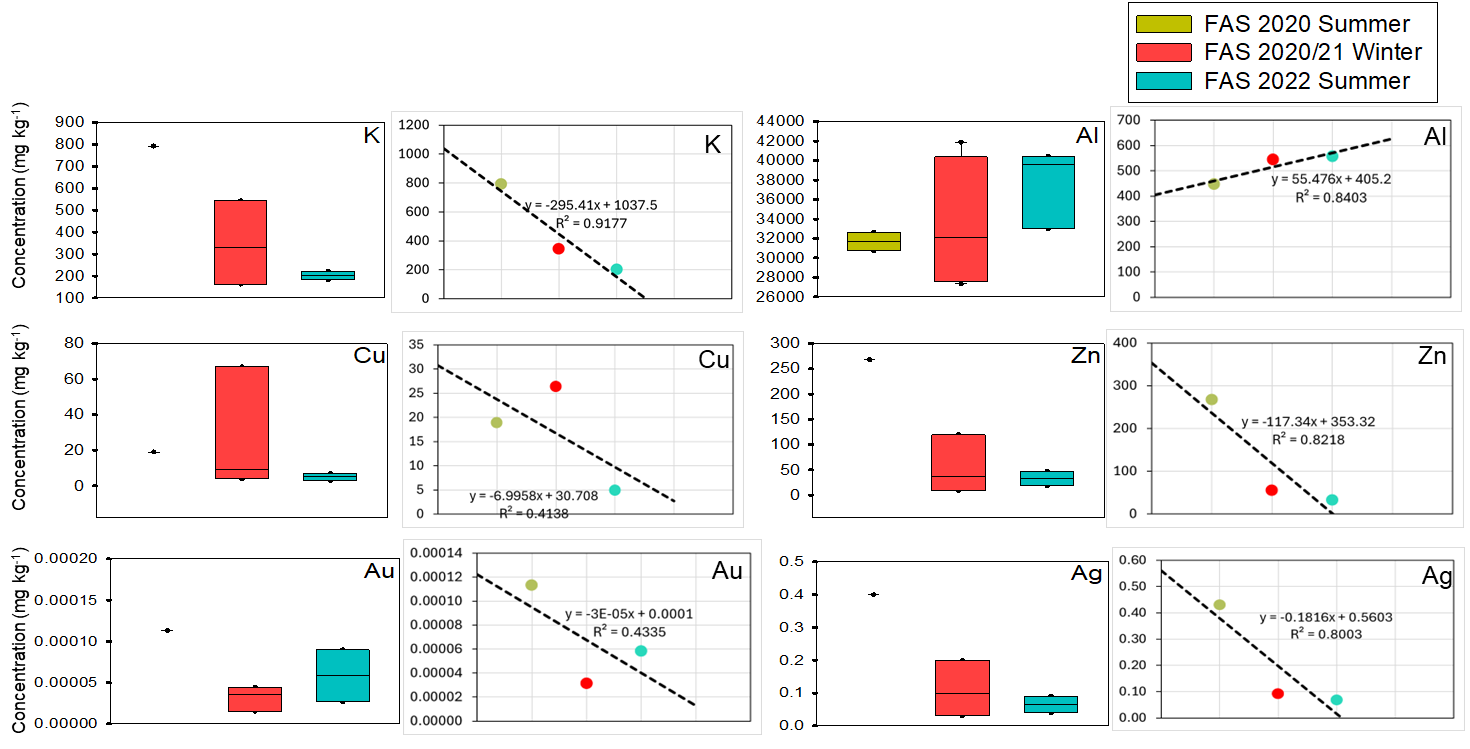 FAS 2020 Summer
FAS 2020/21 Winter
FAS 2022 Summer
Concentration (mg kg⁻¹)
900
800
700
600
500
400
300
200
100
K
1200
1000
800
600
400
200
0
K
y = -295.41x + 1037.5
R² = 0.9177
44000
42000
40000
38000
36000
34000
32000
30000
28000
26000
Al
700
600
500
400
300
200
100
0
Al
y = 55.476x + 405.2
R² = 0.8403
Concentration (mg kg⁻¹)
80
60
40
20
0
Cu
35
30
25
20
15
10
5
0
Cu
y = -6.9958x + 30.708
R² = 0.4138
300
250
200
150
100
50
0
Zn
400
300
200
100
0
Zn
y = -117.34x + 353.32
R² = 0.8218
Concentration (mg kg⁻¹)
0.00020
0.00015
0.00010
0.00005
0.00000
Au
0.00014
0.00012
0.00010
0.00008
0.00006
0.00004
0.00002
0.00000
Au
y = -3E-05x + 0.0001
R² = 0.4335
0.5
0.4
0.3
0.2
0.1
0.0
Ag
0.60
0.50
0.40
0.30
0.20
0.10
0.00
Ag
y = -0.1816x + 0.5603
R² = 0.8003